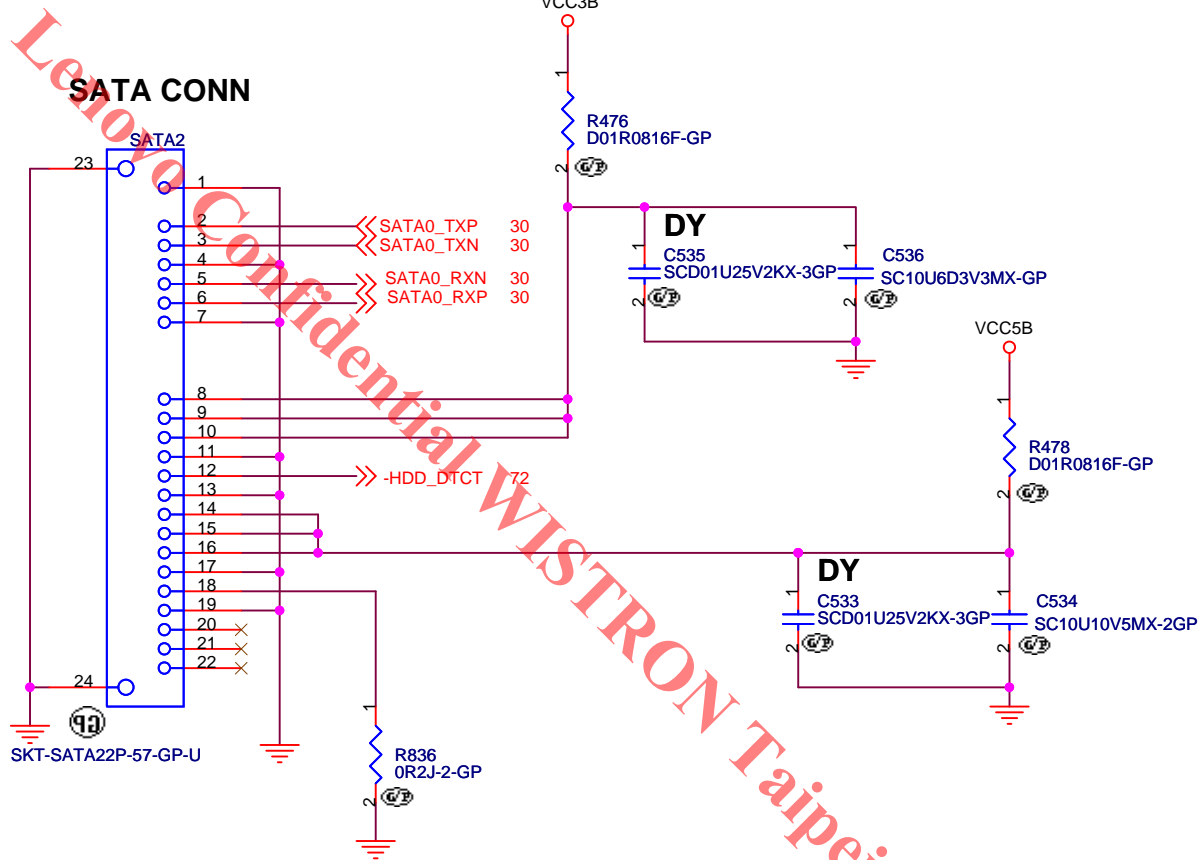 VCC3B
SATA CONN
SATA2
23
1
2
3
4
5
6
7
8
9
10
11
12
13
14
15
16
17
18
19
20
21
22
24
GP
SKT-SATA22P-57-GP-U
SATA0_TXP 30
SATA0_TXN 30
SATA0_RXN 30
SATA0_RXP 30
-HDD_DTCT 72
1
R476
D01R0816F-GP
2
G/P
DY
1
C535
SCD01U25V2KX-3GP
2
G/P
1
C536
SC10U6D3V3MX-GP
2
G/P
VCC5B
1
R478
D01R0816F-GP
2
G/P
DY
1
C533
SCD01U25V2KX-3GP
2
G/P
1
C534
SC10U10V5MX-2GP
2
G/P
1
R836
0R2J-2-GP
2
G/P
Lenovo Confidential WISTRON Taipei